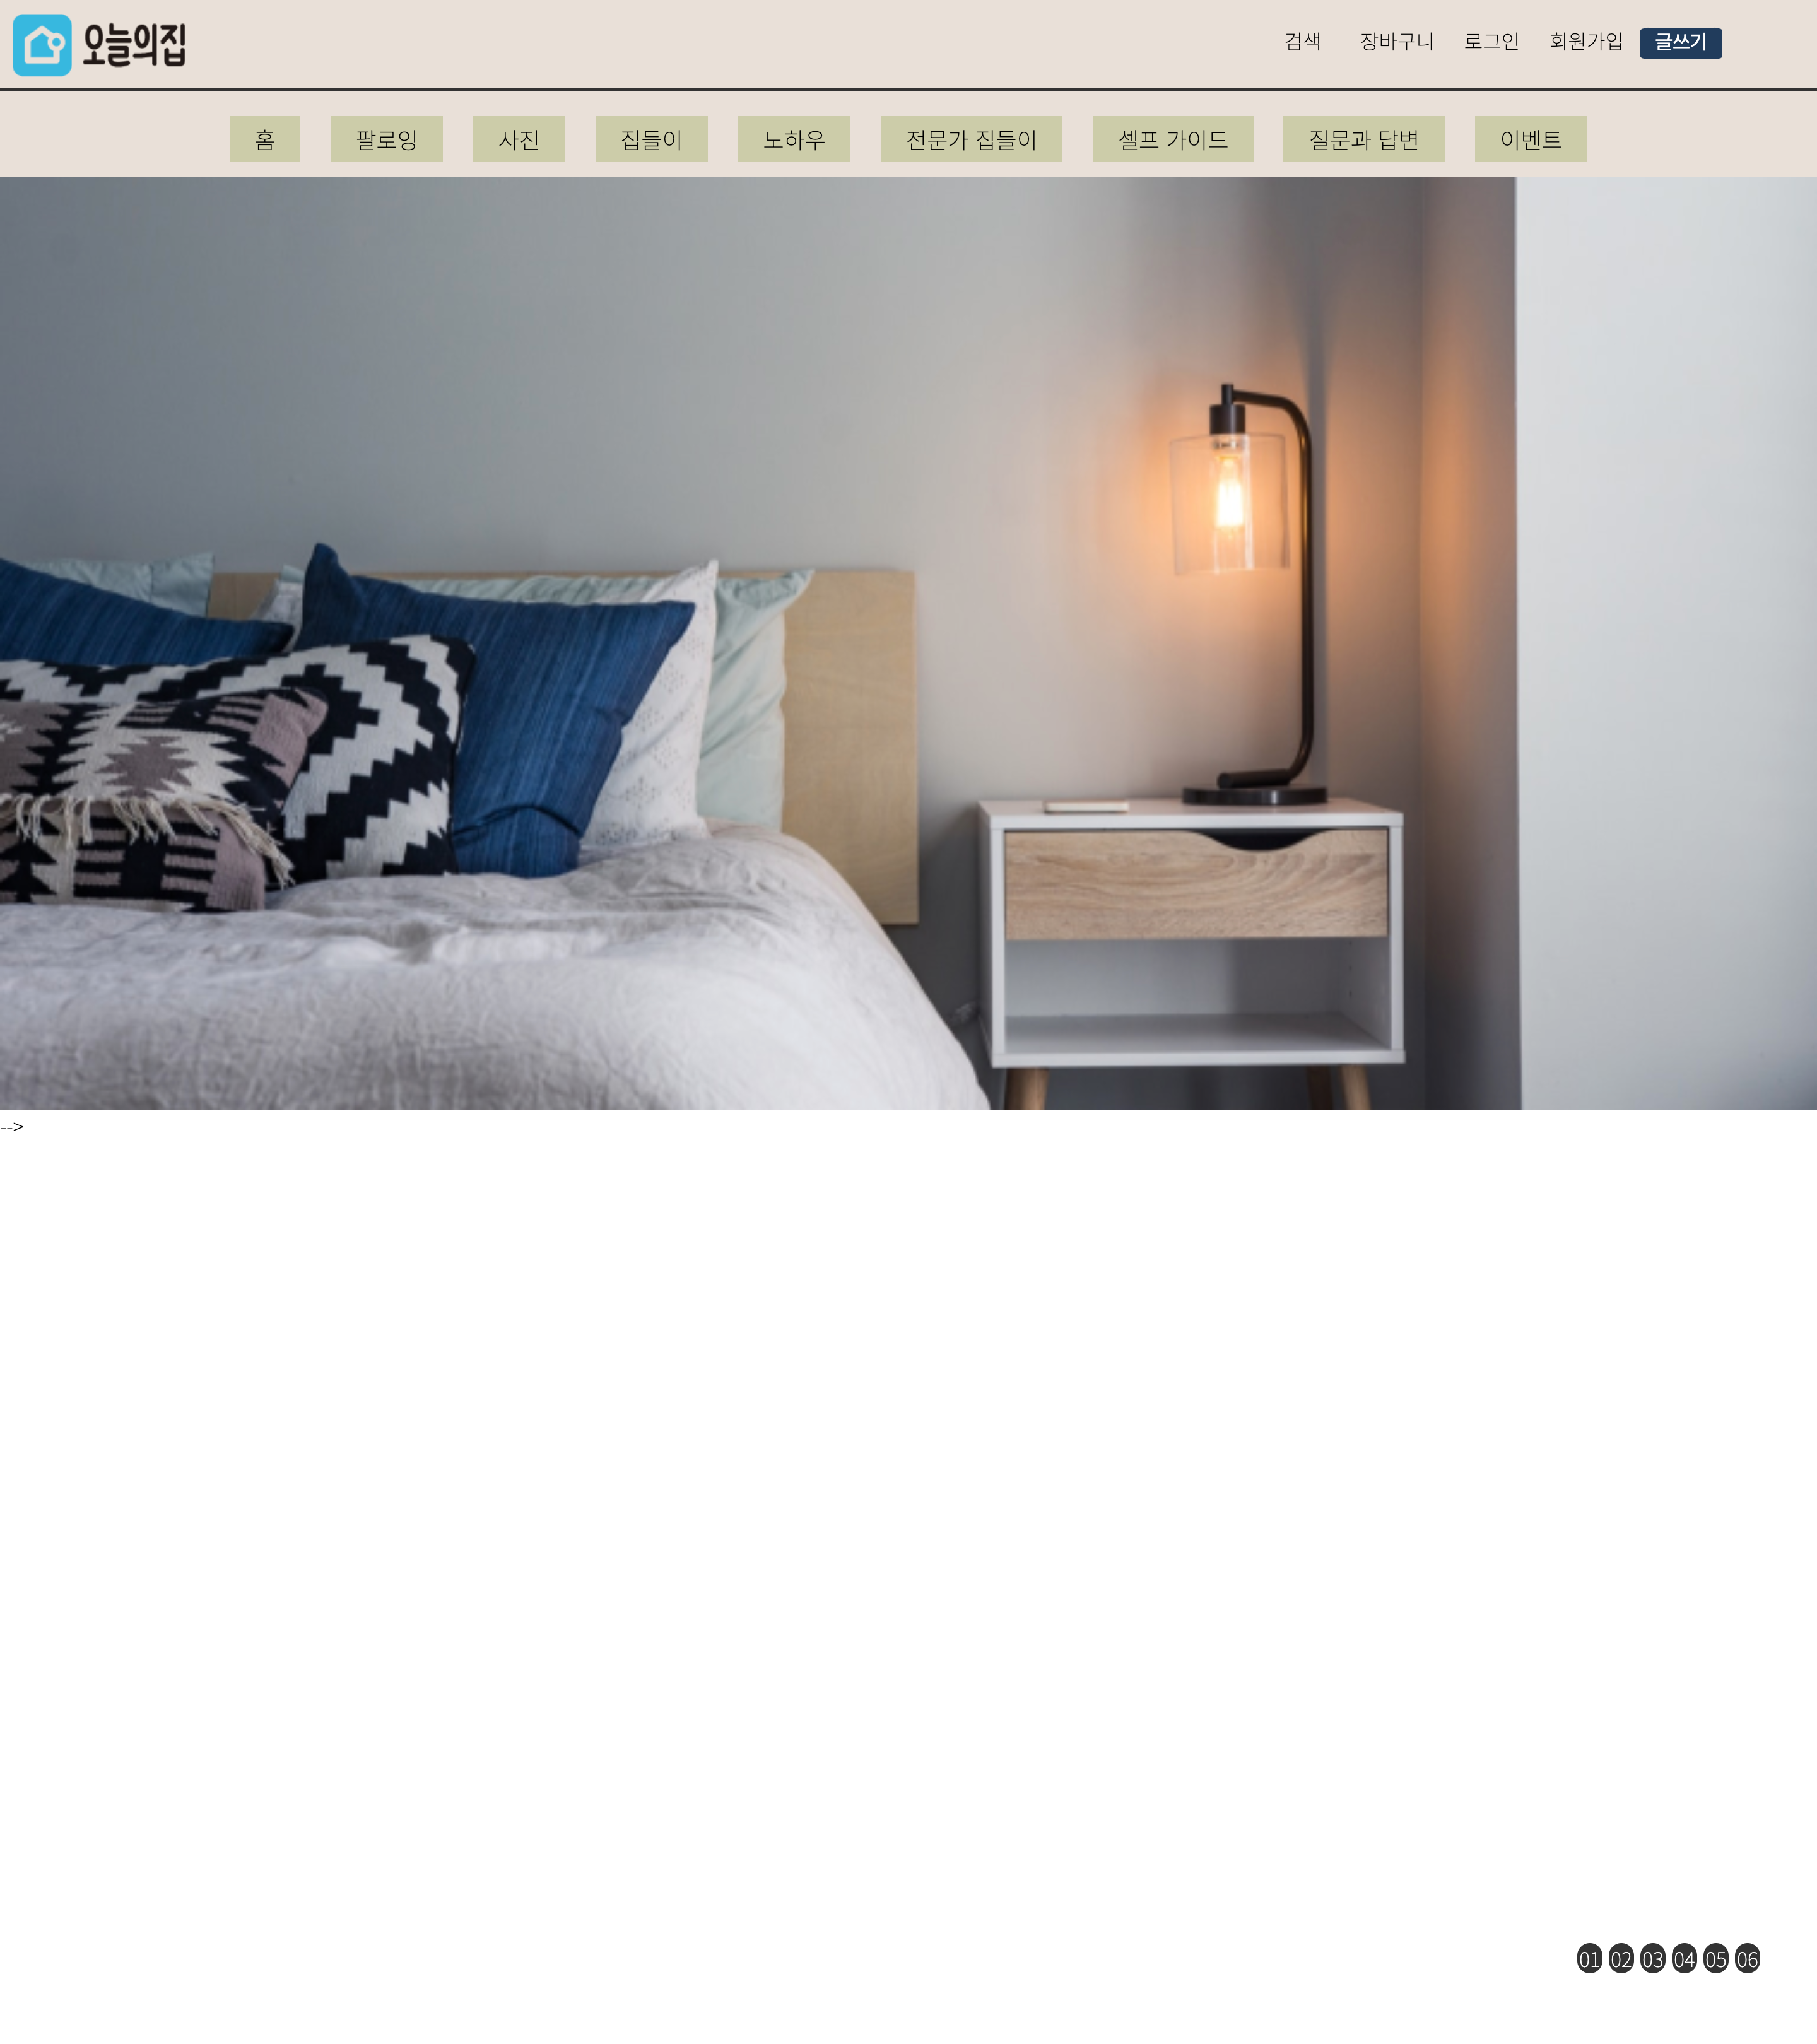 오늘의집
검색 장바구니 로그인 회원가입 글쓰기
홈 팔로잉 사진 집들이 노하우 전문가 집들이 셀프 가이드 질문과 답변 이벤트
-->
01 02 03 04 05 06